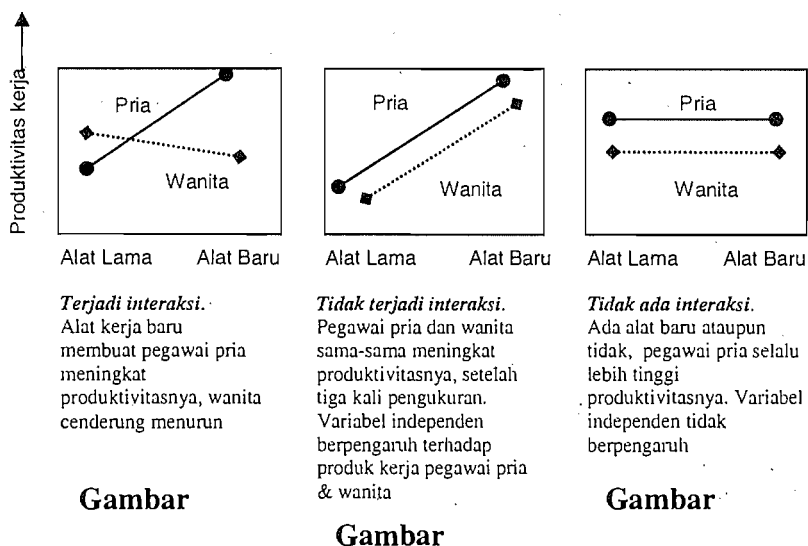 Produktivitas kerja
Pria
Wanita
Alat Lama Alat Baru
Terjadi interaksi.
Alat kerja baru
membuat pegawai pria
meningkat
produktivitasnya, wanita
cenderung menurun
Gambar
Pria
Wanita
Alat Lama Alat Baru
Tidak terjadi interaksi.
Pegawai pria dan wanita
sama-sama meningkat
produktivitasnya, setelah
tiga kali pengukuran.
Variabel independen
berpengaruh terhadap
produk kerja pegawai pria
& wanita
Gambar
Pria
Wanita
Alat Lama Alat Baru
Tidak ada interaksi.
Ada alat baru ataupun
tidak, pegawai pria selalu
lebih tinggi
produktivitasnya. Variabel
independen tidak
berpengaruh
Gambar